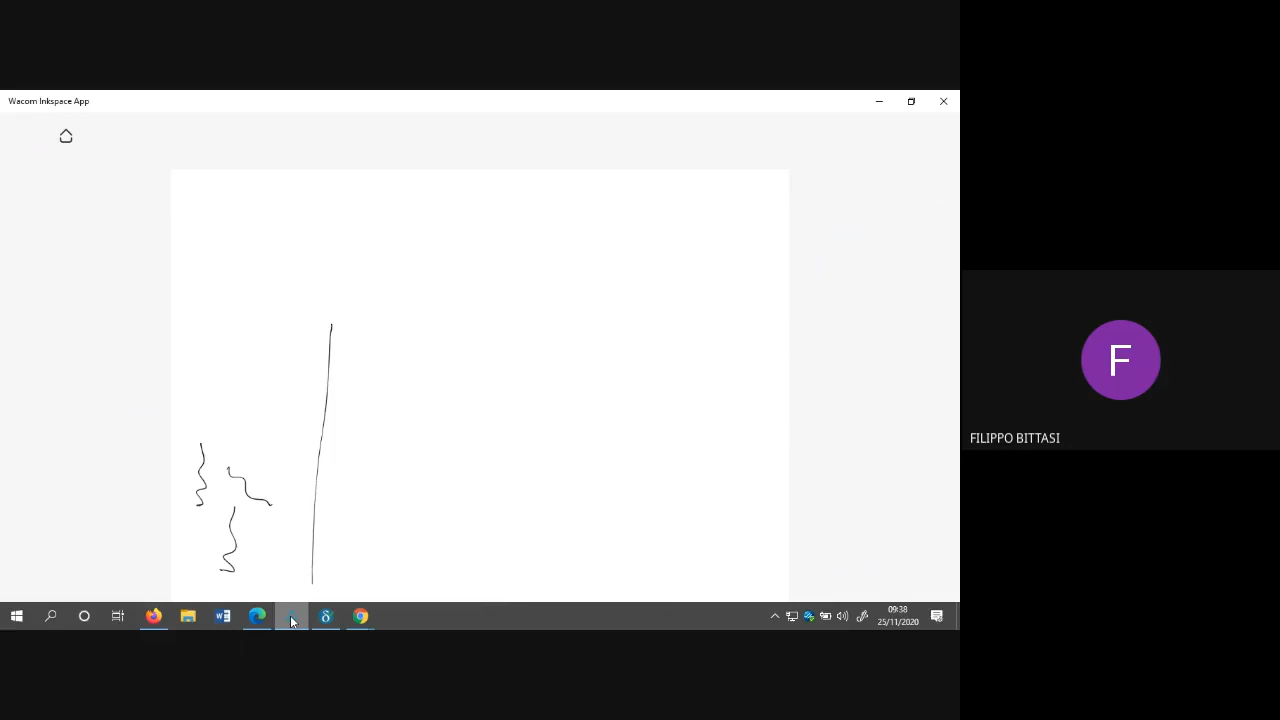 Wacom Inkspace App
F
FILIPPO BITTASI
09:38
25/11/2020